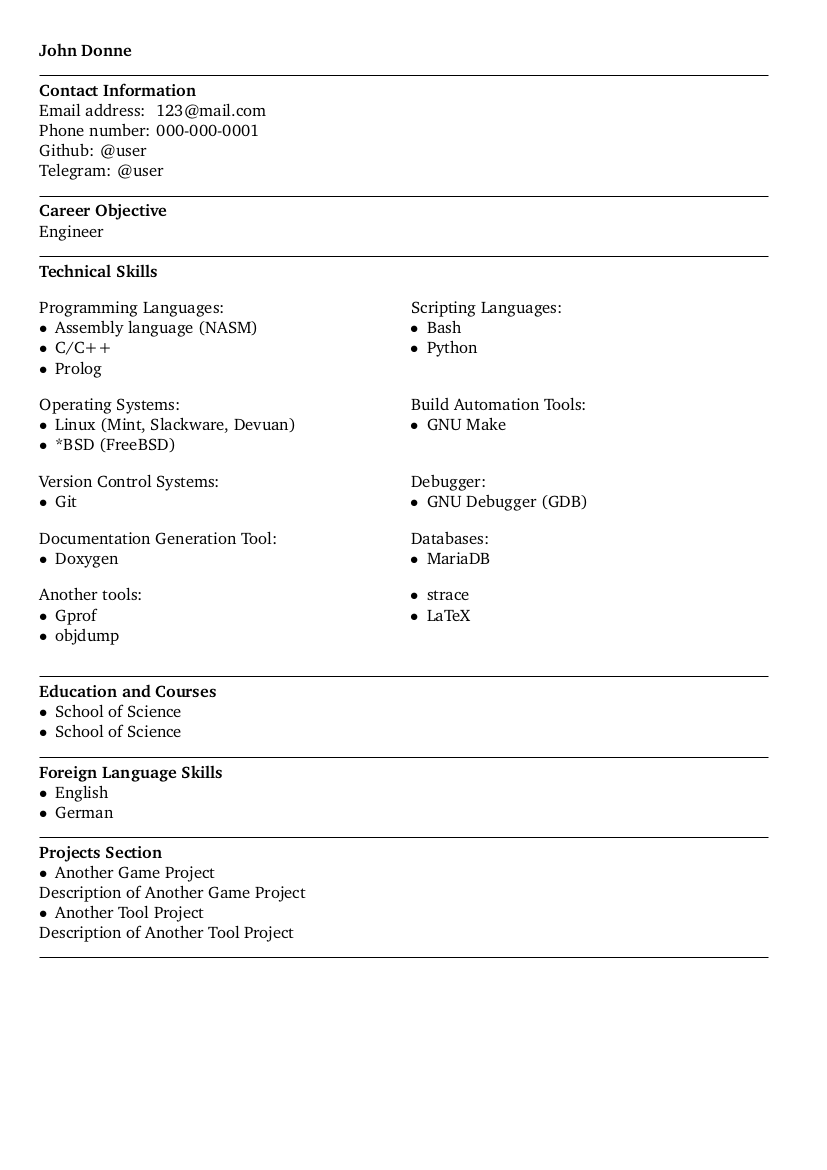 John Donne
Contact Information
Email address: 123@mail.com
Phone number: 000-000-0001
Github: @user
Telegram: @user
Career Objective
Engineer
Technical Skills
Programming Languages:
• Assembly language (NASM)
• C/C++
• Prolog
Scripting Languages:
• Bash
• Python
Operating Systems:
• Linux (Mint, Slackware, Devuan)
• *BSD (FreeBSD)
Build Automation Tools:
• GNU Make
Version Control Systems:
• Git
Debugger:
• GNU Debugger (GDB)
Documentation Generation Tool:
• Doxygen
Databases:
• MariaDB
Another tools:
• Gprof
• objdump
• strace
• LaTeX
Education and Courses
• School of Science
• School of Science
Foreign Language Skills
• English
• German
Projects Section
• Another Game Project
Description of Another Game Project
• Another Tool Project
Description of Another Tool Project